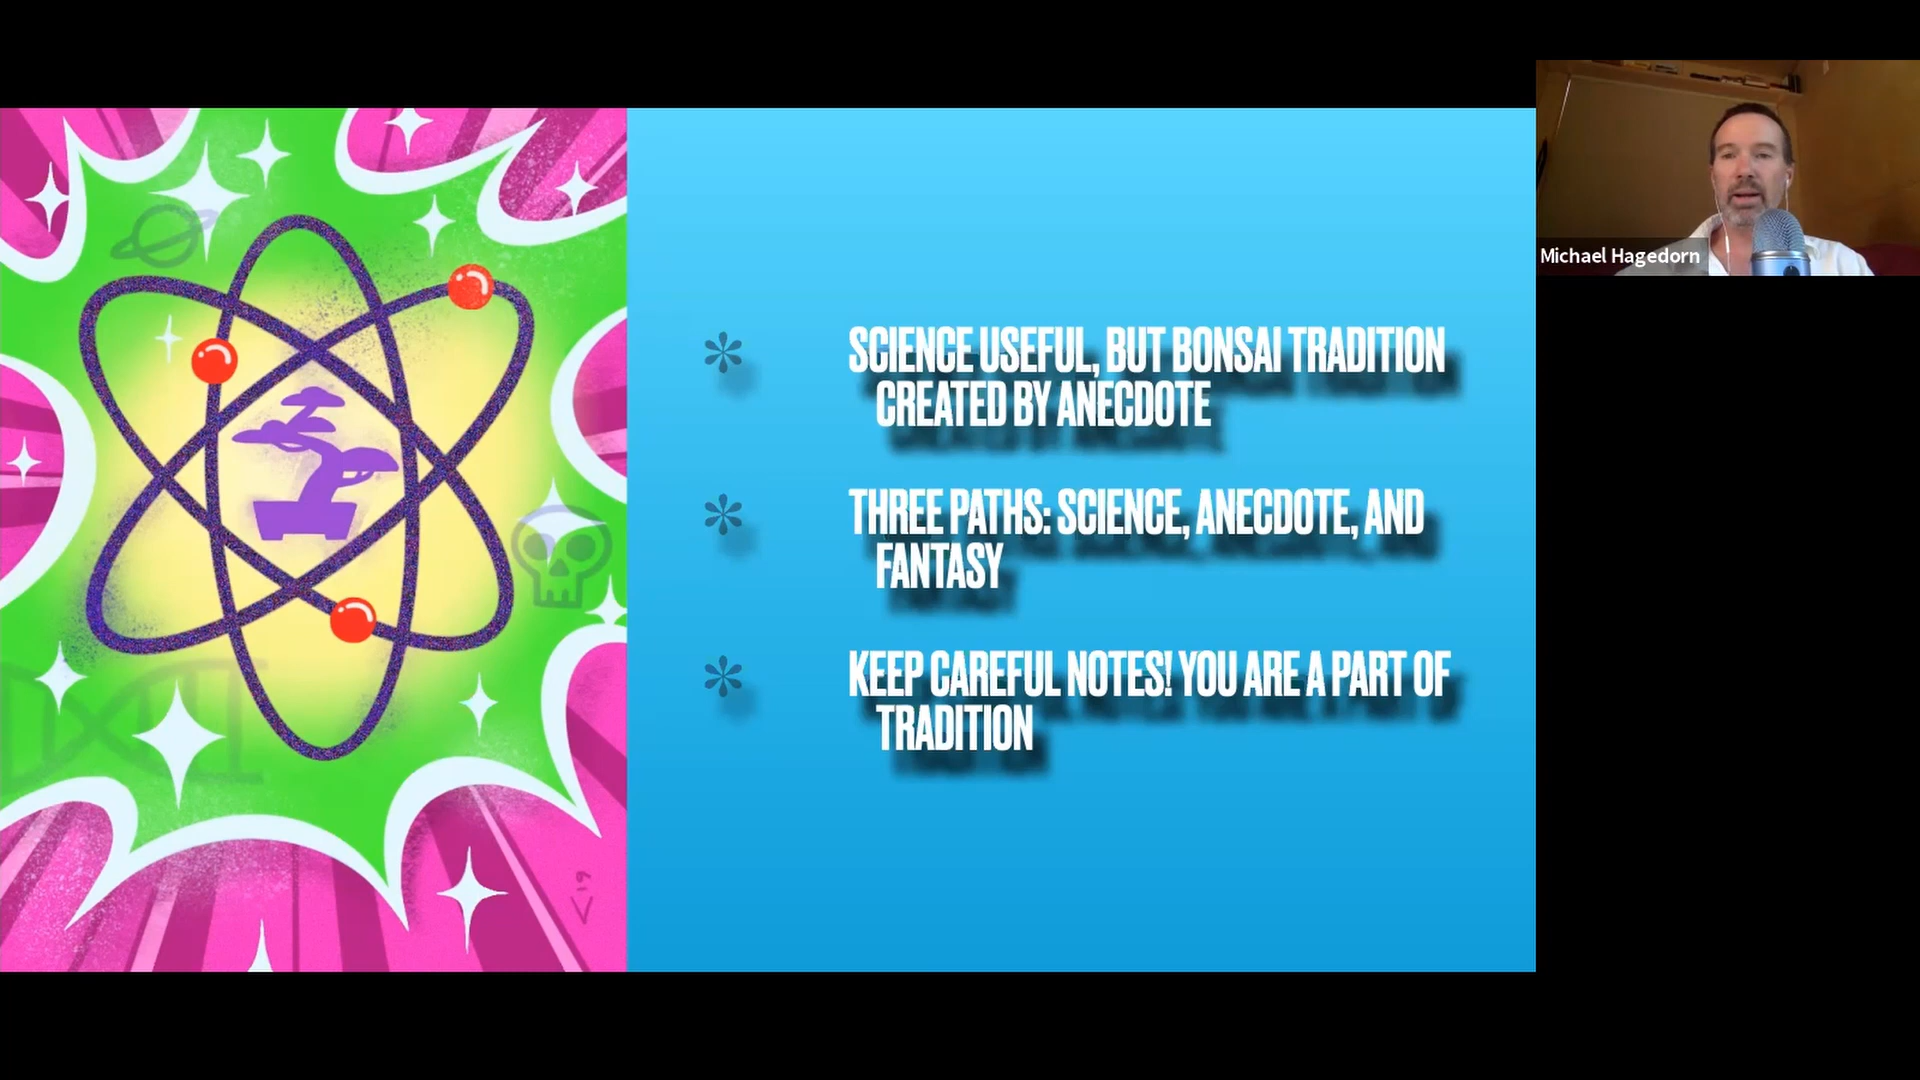 SCIENCE USEFUL, BUT BONSAI TRADITION
CREATED BY ANECDOTE
THREE PATHS: SCIENCE, ANECDOTE, AND
FANTASY
KEEP CAREFUL NOTES! YOU ARE A PART OF
TRADITION
Michael Hagedorn